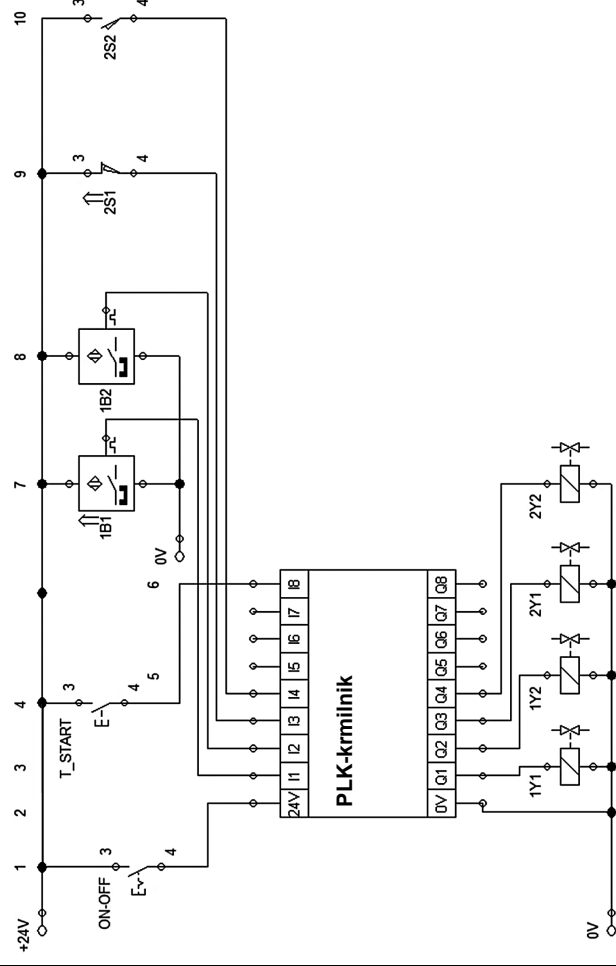 +24V
1 2 3 4 5 6 7 8 9 10
ON-OFF 3 4
T_START 3 4
0V
1B1
1B2
2S1 3 4
2S2 3 4
24V I1 I2 I3 I4 I5 I6 I7 I8
PLK-krmilnik
0V Q1 Q2 Q3 Q4 Q5 Q6 Q7 Q8
1Y1 1Y2 2Y1 2Y2
0V